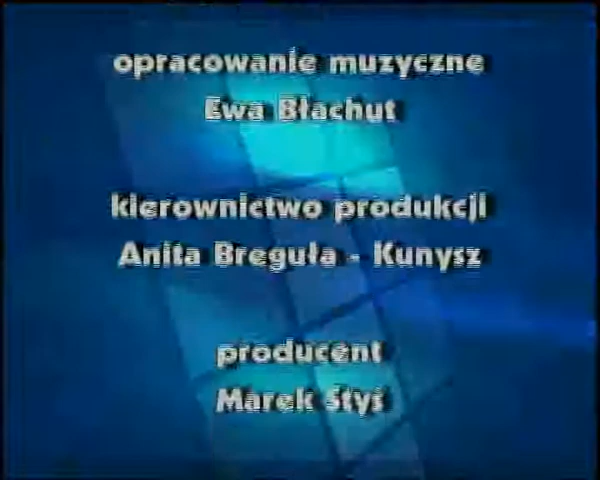 opracowanie muzyczne
Ewa Błachut
kierownictwo produkcji
Anita Breguła - Kunysz
producent
Marek Styś